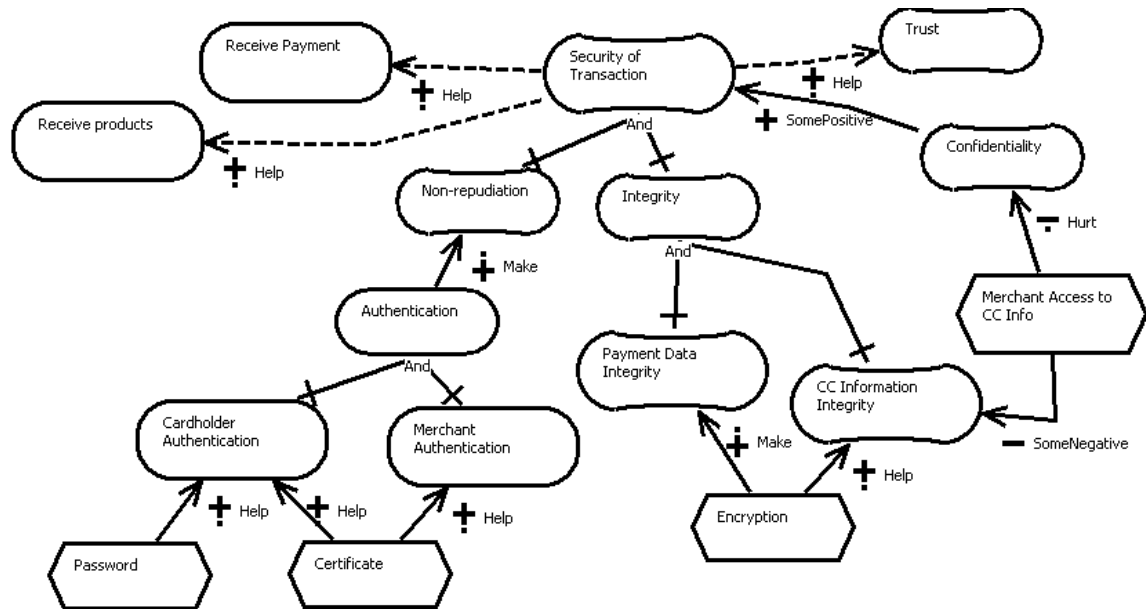 Receive Payment
Security of
Transaction
Trust
Help
Help
Receive products
And
SomePositive
Help
Confidentiality
Non-repudiation
Integrity
Hurt
And
Make
Authentication
Merchant Access to
CC Info
Payment Data
Integrity
And
CC Information
Integrity
Cardholder
Authentication
Merchant
Authentication
Make
SomeNegative
Help
Help
Help
Help
Encryption
Password
Certificate